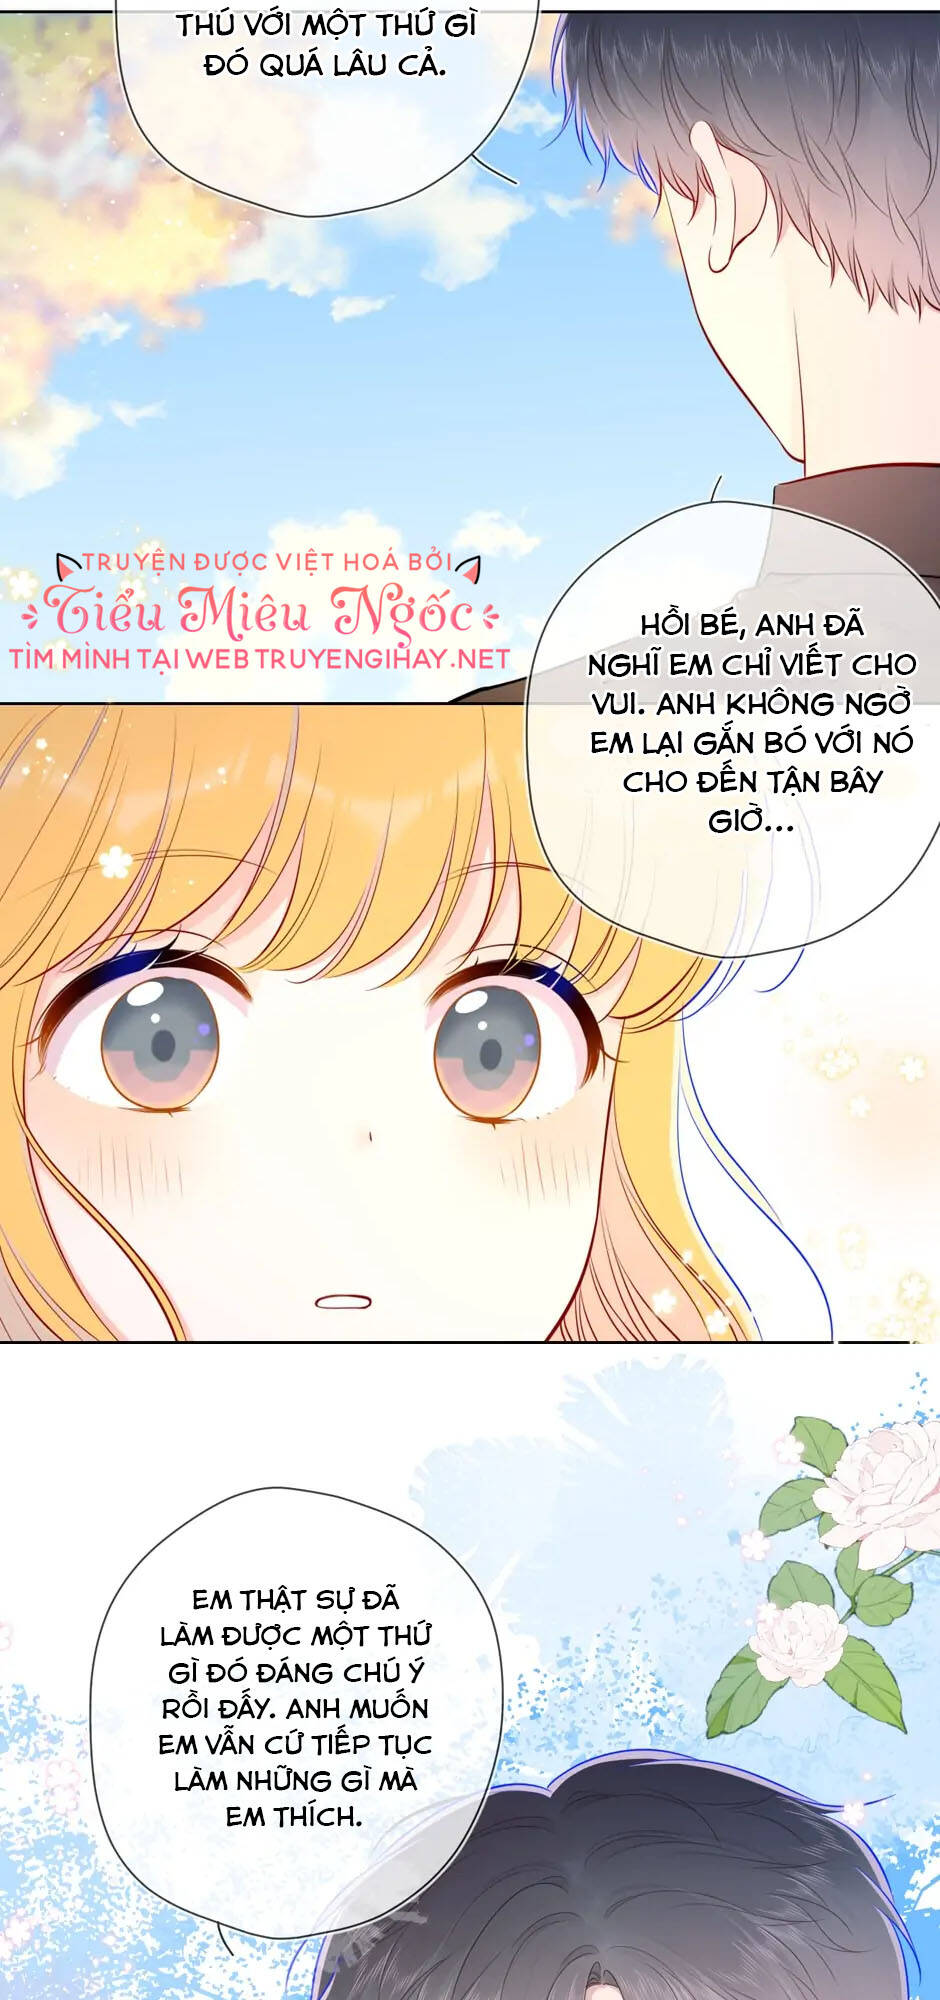 THÚ VỚI MỘT THỨ GÌ
ĐÓ QUÁ LÂU CẢ.
TRUYỆN ĐƯỢC VIỆT HOÁ BỞI
Tiểu Miêu Ngốc
TÌM MÌNH TẠI WEB TRUYENGIHAY.NET
HỒI BÉ, ANH ĐÃ
NGHĨ EM CHỈ VIẾT CHO
VUI. ANH KHÔNG NGỜ
EM LẠI GẮN BÓ VỚI NÓ
CHO ĐẾN TẬN BÂY
GIỜ...
EM THẬT SỰ ĐÃ
LÀM ĐƯỢC MỘT THỨ
GÌ ĐÓ ĐÁNG CHÚ Ý
RỒI ĐẤY. ANH MUỐN
EM VẪN CỨ TIẾP TỤC
LÀM NHỮNG GÌ MÀ
EM THÍCH.